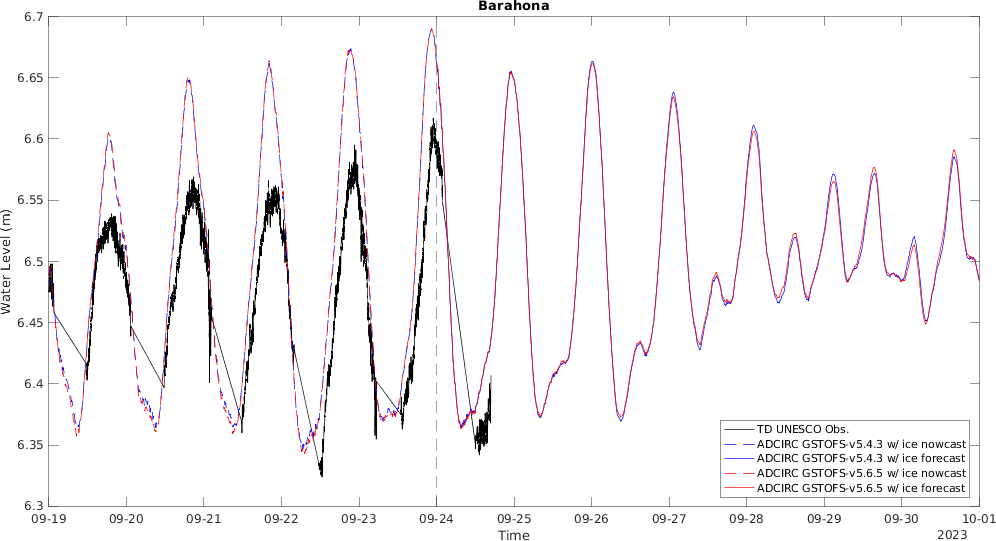 Barahona
6.7
6.65
6.6
6.55
6.5
6.45
6.4
6.35
6.3
Water Level (m)
TD UNESCO Obs.
ADCIRC GSTOFS-v5.4.3 w/ ice nowcast
ADCIRC GSTOFS-v5.4.3 w/ ice forecast
ADCIRC GSTOFS-v5.6.5 w/ ice nowcast
ADCIRC GSTOFS-v5.6.5 w/ ice forecast
09-19 09-20 09-21 09-22 09-23 09-24 09-25 09-26 09-27 09-28 09-29 09-30 10-01
Time
2023